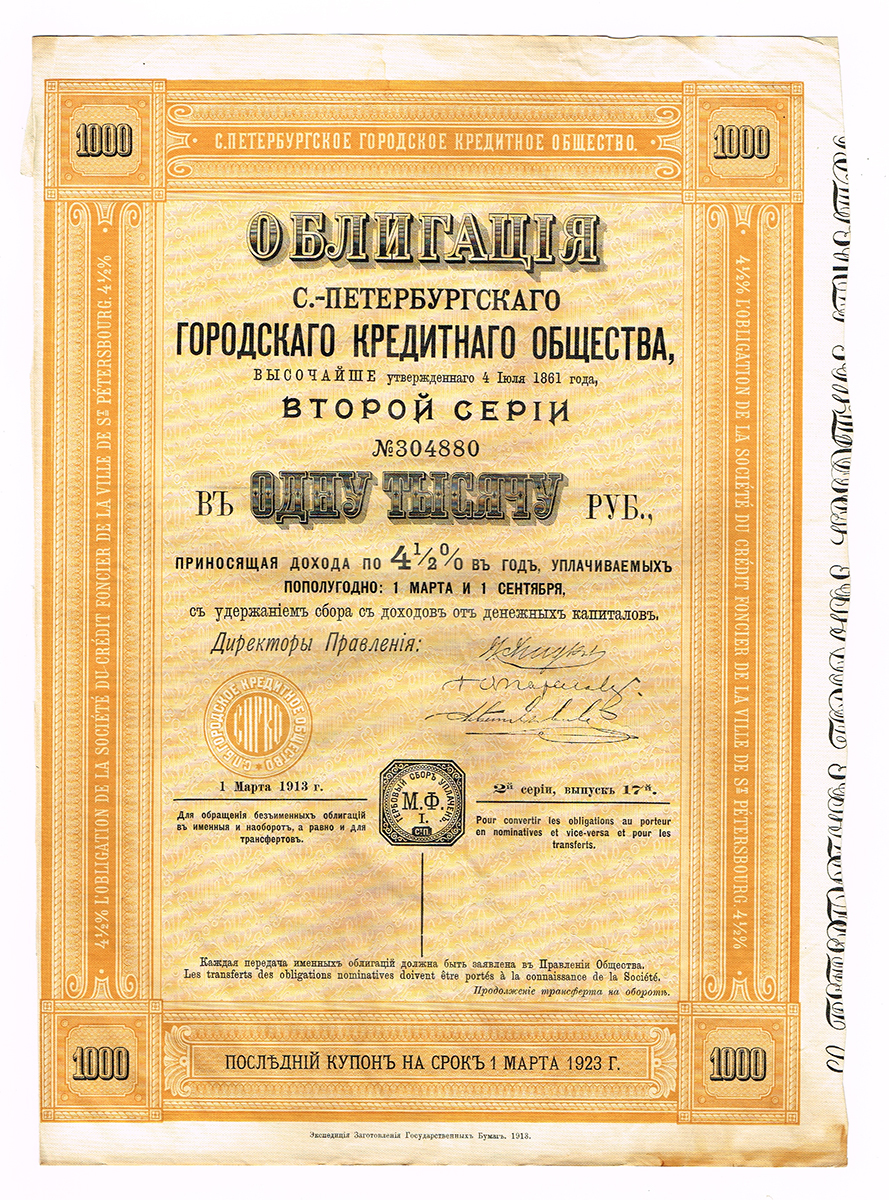 1000
С.ПЕТЕРБУРГСКОЕ ГОРОДСКОЕ КРЕДИТНОЕ ОБЩЕСТВО.
1000
4½% L'OBLIGATION DE LA SOCIÉTÉ DU CRÉDIT FONCIER DE LA VILLE DE ST PÉTERSBOURG. 4½%
4½% L'OBLIGATION DE LA SOCIÉTÉ DU CRÉDIT FONCIER DE LA VILLE DE ST PÉTERSBOURG 4½%
ОБЛИГАЦІЯ
С.-ПЕТЕРБУРГСКАГО
ГОРОДСКАГО КРЕДИТНАГО ОБЩЕСТВА,
ВЫСОЧАЙШЕ утвержденнаго 4 Іюля 1861 года,
ВТОРОЙ СЕРІИ
№304880
ВЪ ОДНУ ТЫСЯЧУ РУБ.,
ПРИНОСЯЩАЯ ДОХОДА ПО 4½% ВЪ ГОДЪ, УПЛАЧИВАЕМЫХЪ
ПОПОЛУГОДНО: 1 МАРТА И 1 СЕНТЯБРЯ,
съ удержаніемъ сбора съ доходовъ отъ денежныхъ капиталовъ.
Директоры Правленія:
С.П.Б. ГОРОДСКОЕ КРЕДИТНОЕ ОБЩЕСТВО
СПГКО
1 Марта 1913 г.
ГЕРБОВЫЙ СБОРЪ УПЛАЧЕНЪ.
М.Ф.
I.
СтП.
2й серіи, выпускъ 17й.
Для обращенія безъименныхъ облигацій
въ именныя и наоборотъ, а равно и для
трансфертовъ.
Pour convertir les obligations au porteur
en nominatives et vice-versa et pour les
transferts.
Каждая передача именныхъ облигацій должна быть заявлена въ Правленіи Общества.
Les transferts des obligations nominatives doivent être portés à la connaissance de la Société.
Продолженіе трансферта на оборотѣ.
1000
ПОСЛѢДНІЙ КУПОНЪ НА СРОКЪ 1 МАРТА 1923 Г.
1000
Экспедиція Заготовленія Государственныхъ Бумагъ. 1913.